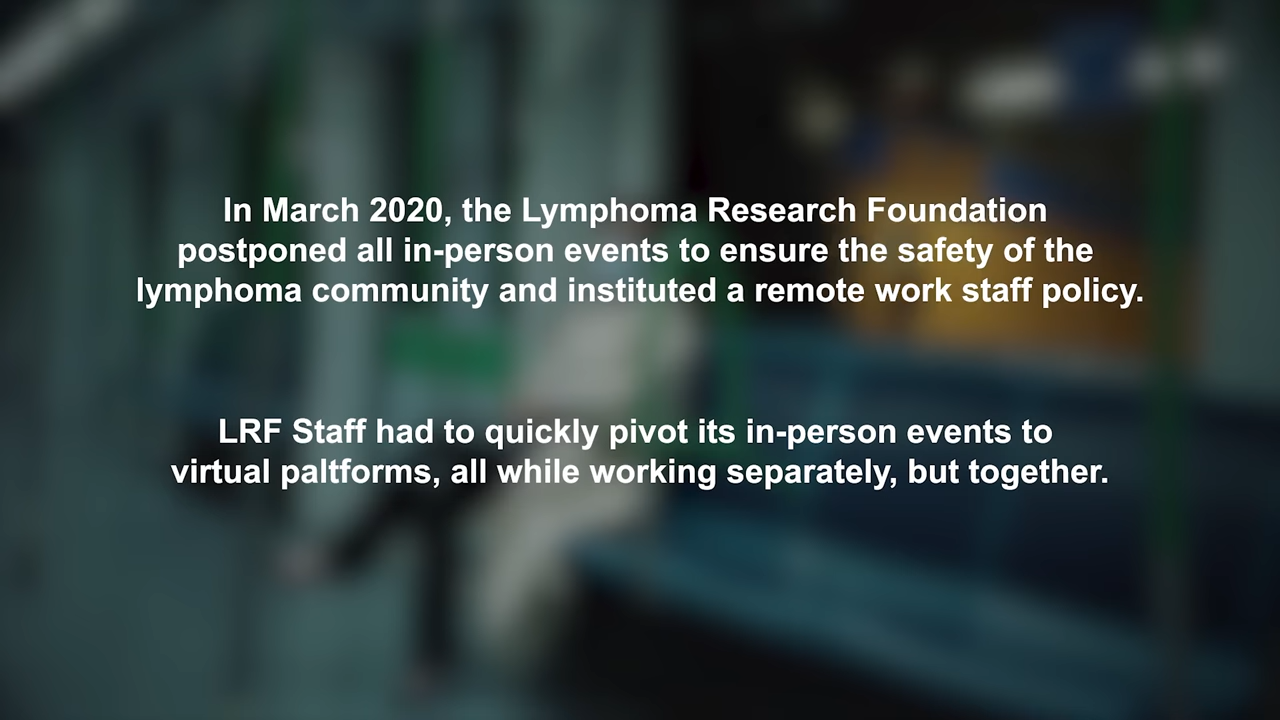 In March 2020, the Lymphoma Research Foundation
postponed all in-person events to ensure the safety of the
lymphoma community and instituted a remote work staff policy.
LRF Staff had to quickly pivot its in-person events to
virtual paltforms, all while working separately, but together.